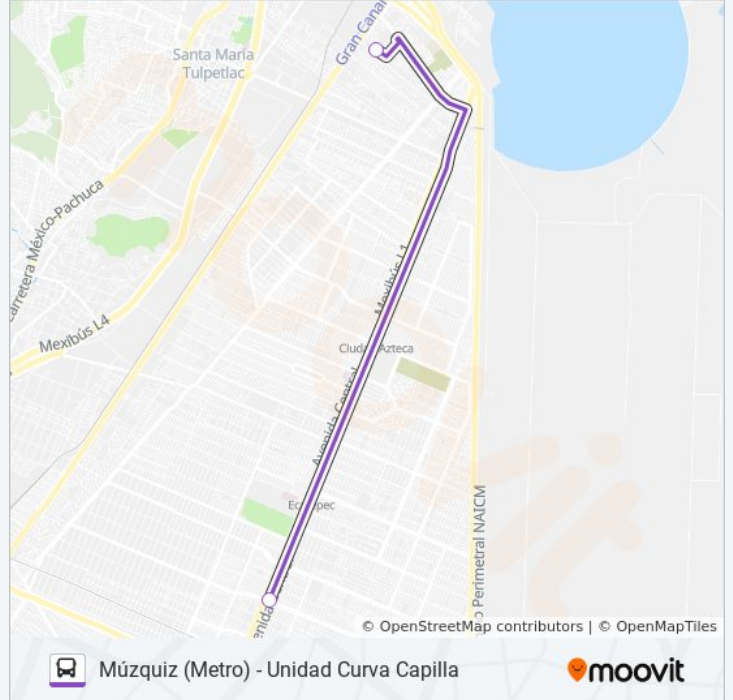 Gran Canal
Santa María
Tulpetlac
Carretera México-Pachuca
Mexibús L1
Mexibús L4
Ciudad Azteca
Avenida Central
Ecatepec
Perimetral NAICM
© OpenStreetMap contributors | © OpenMapTiles
Múzquiz (Metro) - Unidad Curva Capilla
moovit